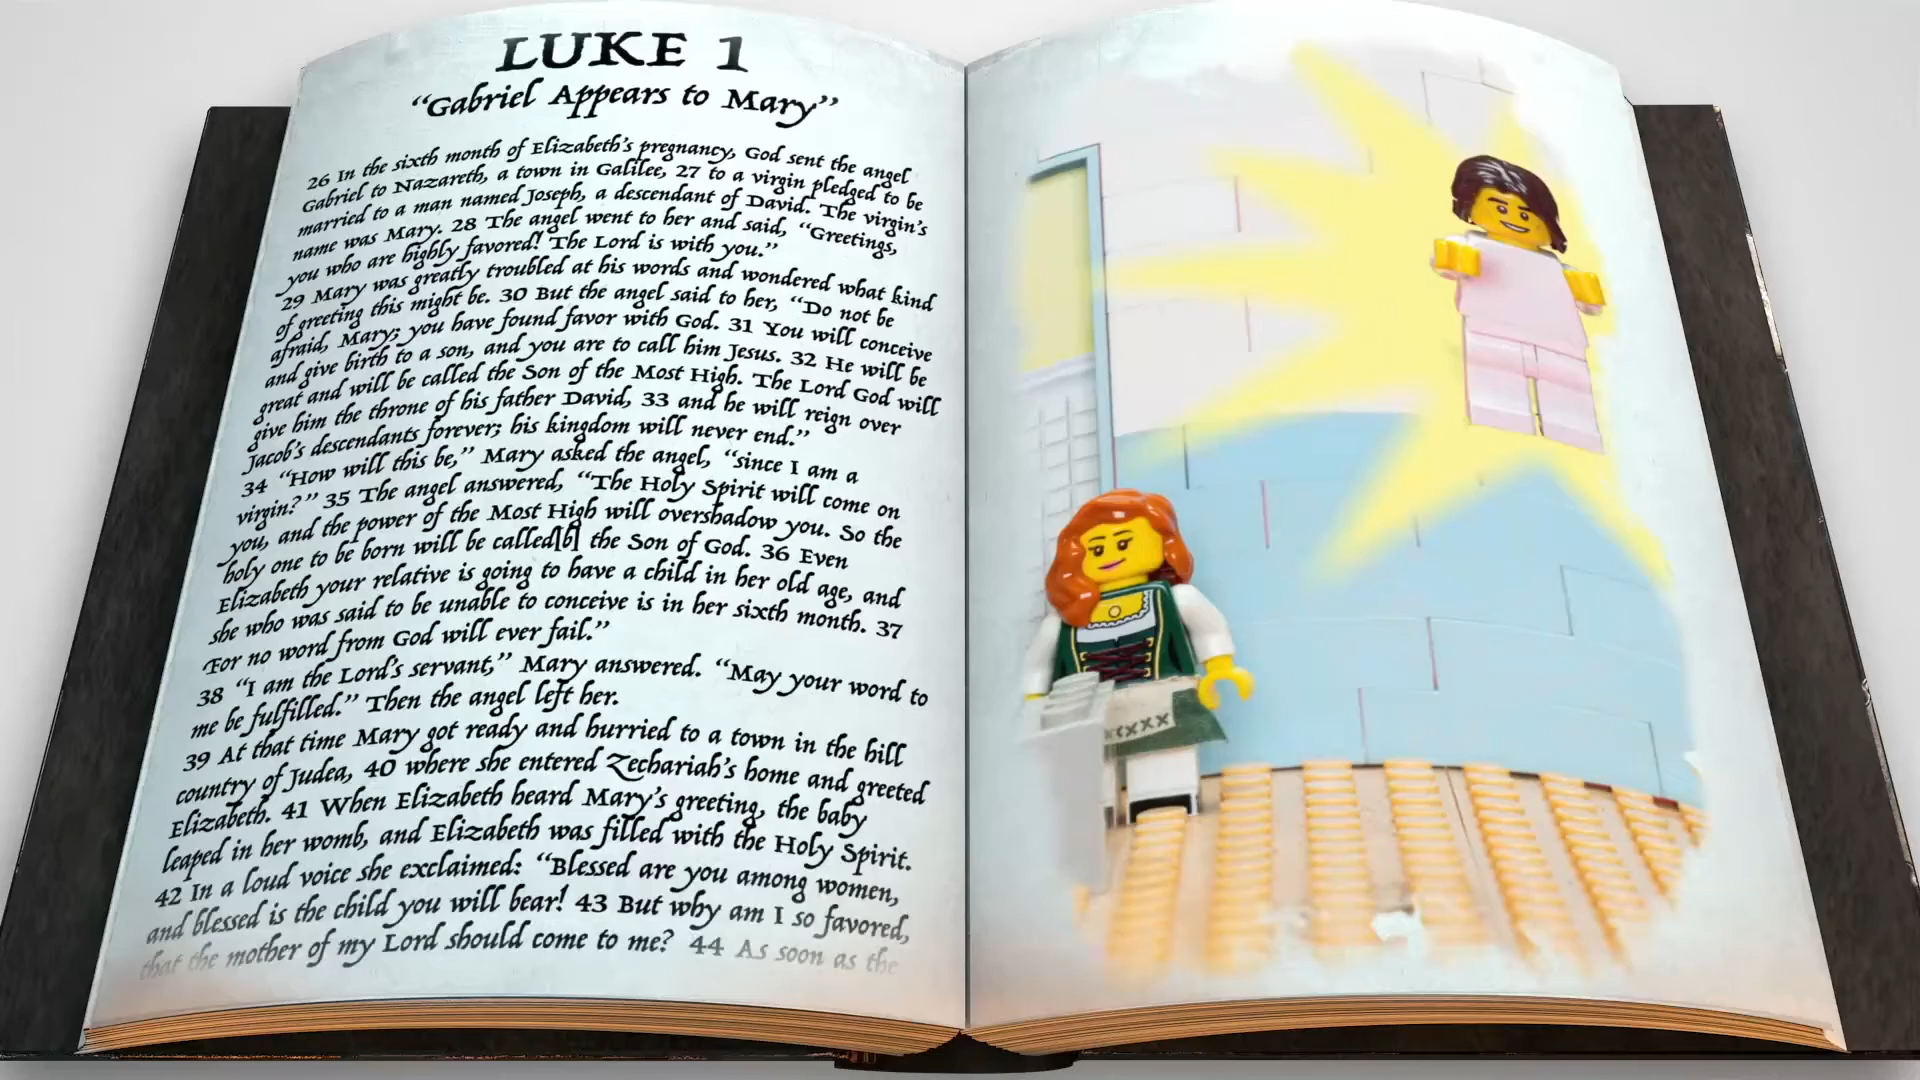 LUKE 1
“Gabriel Appears to Mary”
26 In the sixth month of Elizabeth’s pregnancy, God sent the angel
Gabriel to Nazareth, a town in Galilee, 27 to a virgin pledged to be
married to a man named Joseph, a descendant of David. The virgin’s
name was Mary. 28 The angel went to her and said, “Greetings,
you who are highly favored! The Lord is with you.”
29 Mary was greatly troubled at his words and wondered what kind
of greeting this might be. 30 But the angel said to her, “Do not be
afraid, Mary; you have found favor with God. 31 You will conceive
and give birth to a son, and you are to call him Jesus. 32 He will be
great and will be called the Son of the Most High. The Lord God will
give him the throne of his father David, 33 and he will reign over
Jacob’s descendants forever; his kingdom will never end.”
34 “How will this be,” Mary asked the angel, “since I am a
virgin?” 35 The angel answered, “The Holy Spirit will come on
you, and the power of the Most High will overshadow you. So the
holy one to be born will be called[b] the Son of God. 36 Even
Elizabeth your relative is going to have a child in her old age, and
she who was said to be unable to conceive is in her sixth month. 37
For no word from God will ever fail.”
38 “I am the Lord’s servant,” Mary answered. “May your word to
me be fulfilled.” Then the angel left her.
39 At that time Mary got ready and hurried to a town in the hill
country of Judea, 40 where she entered Zechariah’s home and greeted
Elizabeth. 41 When Elizabeth heard Mary’s greeting, the baby
leaped in her womb, and Elizabeth was filled with the Holy Spirit.
42 In a loud voice she exclaimed: “Blessed are you among women,
and blessed is the child you will bear! 43 But why am I so favored,
that the mother of my Lord should come to me? 44 As soon as the